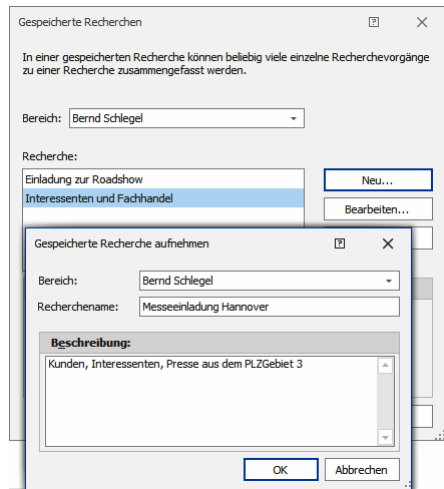 Gespeicherte Recherchen
In einer gespeicherten Recherche können beliebig viele einzelne Recherchevorgänge
zu einer Recherche zusammengefasst werden.
Bereich: Bernd Schlegel
Recherche:
Einladung zur Roadshow
Interessenten und Fachhandel
Neu...
Bearbeiten...
Gespeicherte Recherche aufnehmen
Bereich: Bernd Schlegel
Recherchename: Messeeinladung Hannover
Beschreibung:
Kunden, Interessenten, Presse aus dem PLZGebiet 3
OK Abbrechen